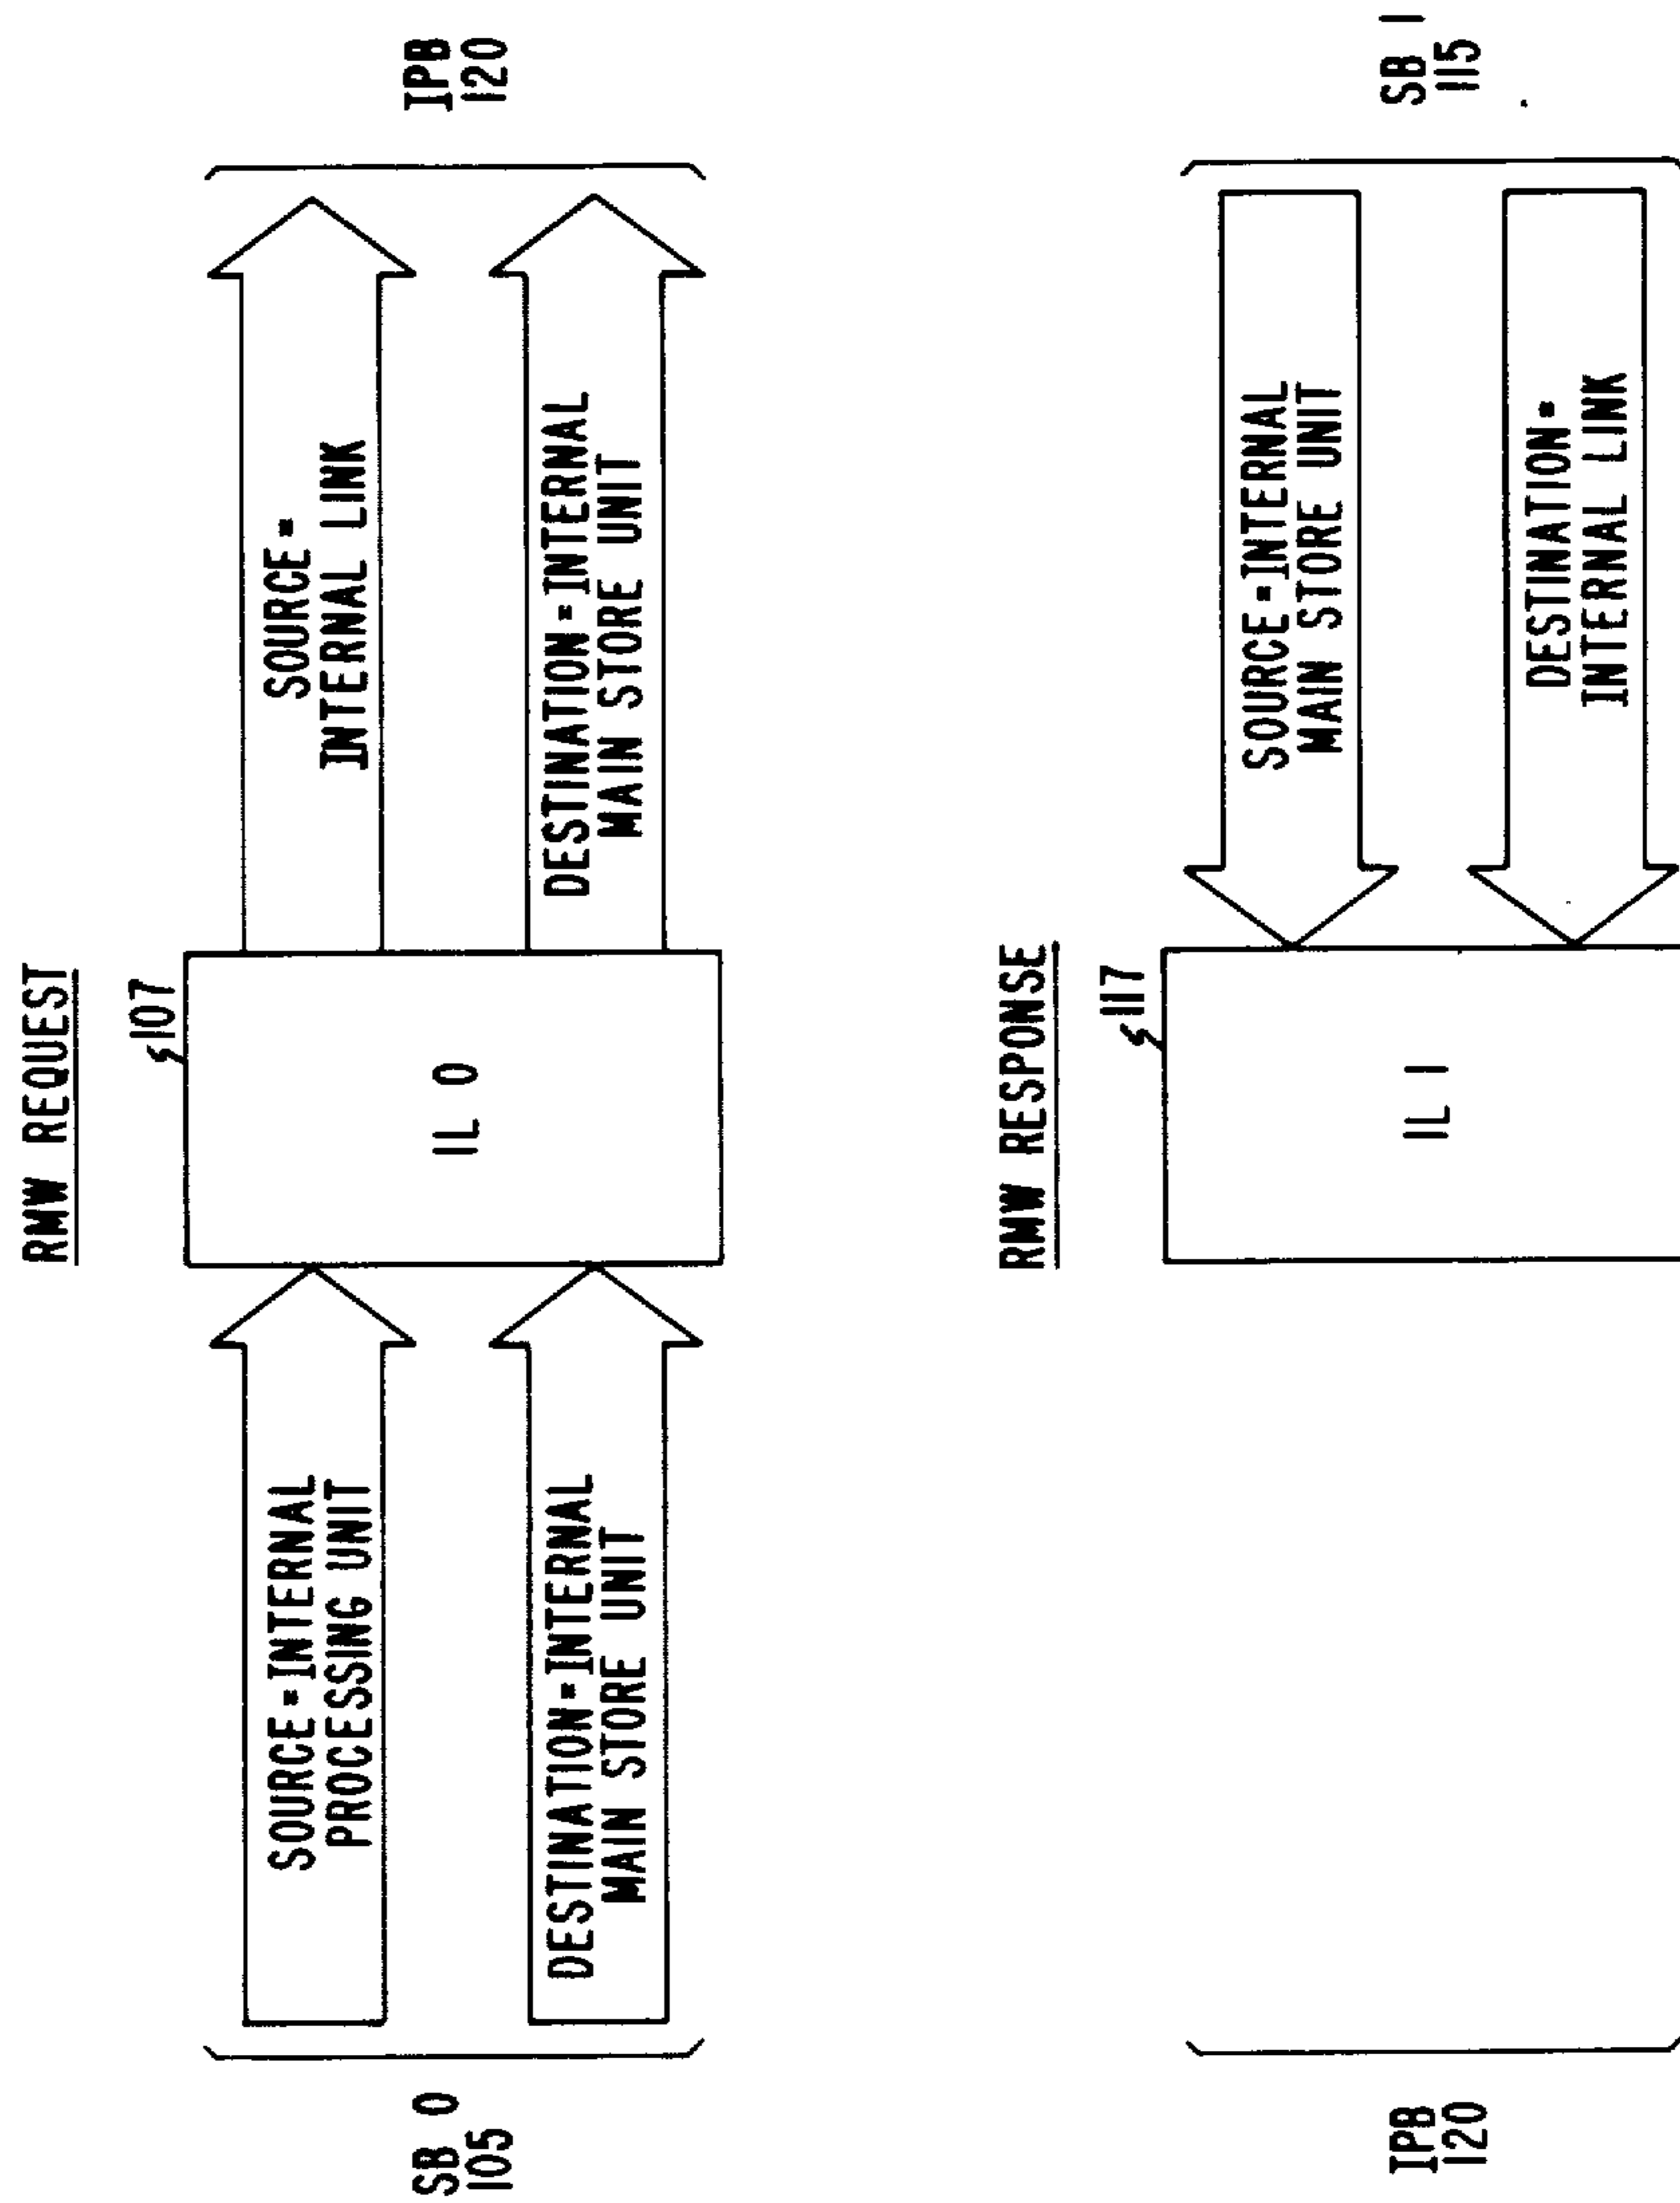 RMW REQUEST
107
SB 0
105
SOURCE=INTERNAL
PROCESSING UNIT
DESTINATION=INTERNAL
MAIN STORE UNIT
IL 0
SOURCE=
INTERNAL LINK
DESTINATION=INTERNAL
MAIN STORE UNIT
IPB
120
RMW RESPONSE
117
IPB
120
IL 1
SOURCE=INTERNAL
MAIN STORE UNIT
DESTINATION=
INTERNAL LINK
SB 1
115